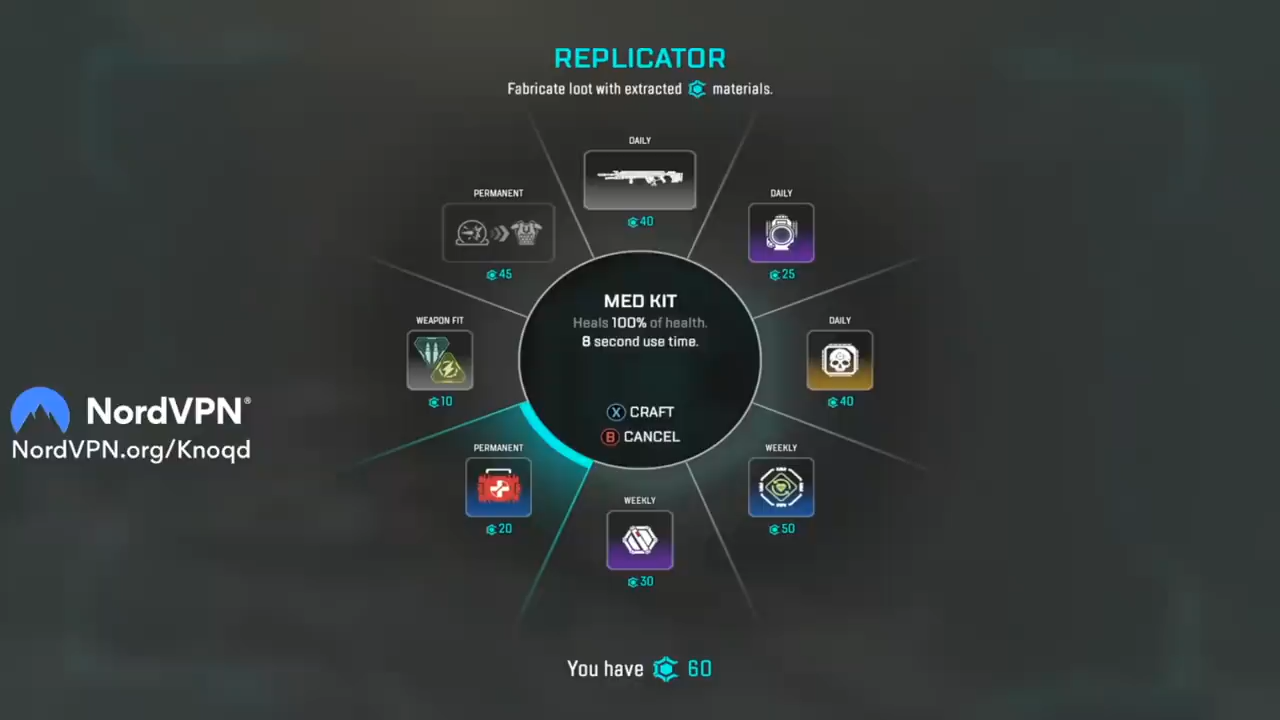 REPLICATOR
Fabricate loot with extracted materials.
DAILY
40
PERMANENT
45
DAILY
25
WEAPON FIT
10
MED KIT
Heals 100% of health.
8 second use time.
X CRAFT
B CANCEL
DAILY
40
NordVPN®
NordVPN.org/Knoqd
PERMANENT
20
WEEKLY
30
WEEKLY
50
You have 60